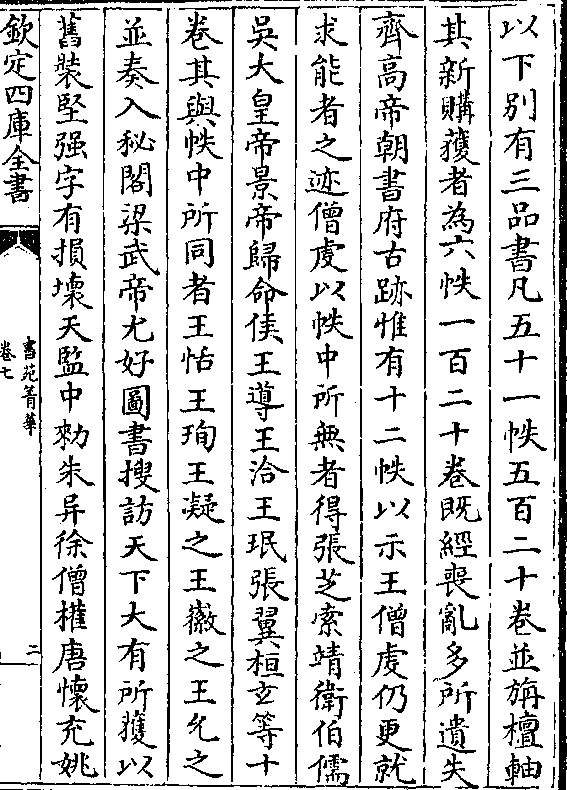 以下別有三品書凡五十一帙五百二十卷並旃檀軸
其新購獲者為六帙一百二十卷既經喪亂多所遺失
齊高帝朝書府古跡惟有十二帙以示王僧䖍仍更就
求能者之迹僧䖍以帙中所無者得張芝索靖衛伯儒
吳大皇帝景帝歸命侯王導王洽王珉張翼桓𤣥等十
卷其與帙中所同者王恬王珣王凝之王徽之王允之
並奏入秘閣梁武帝尤好圖書搜訪天下大有所獲以
舊裝堅强字有損壞天監中勑朱异徐僧權唐懷充姚
欽定四庫全書
書苑菁華
卷七
二